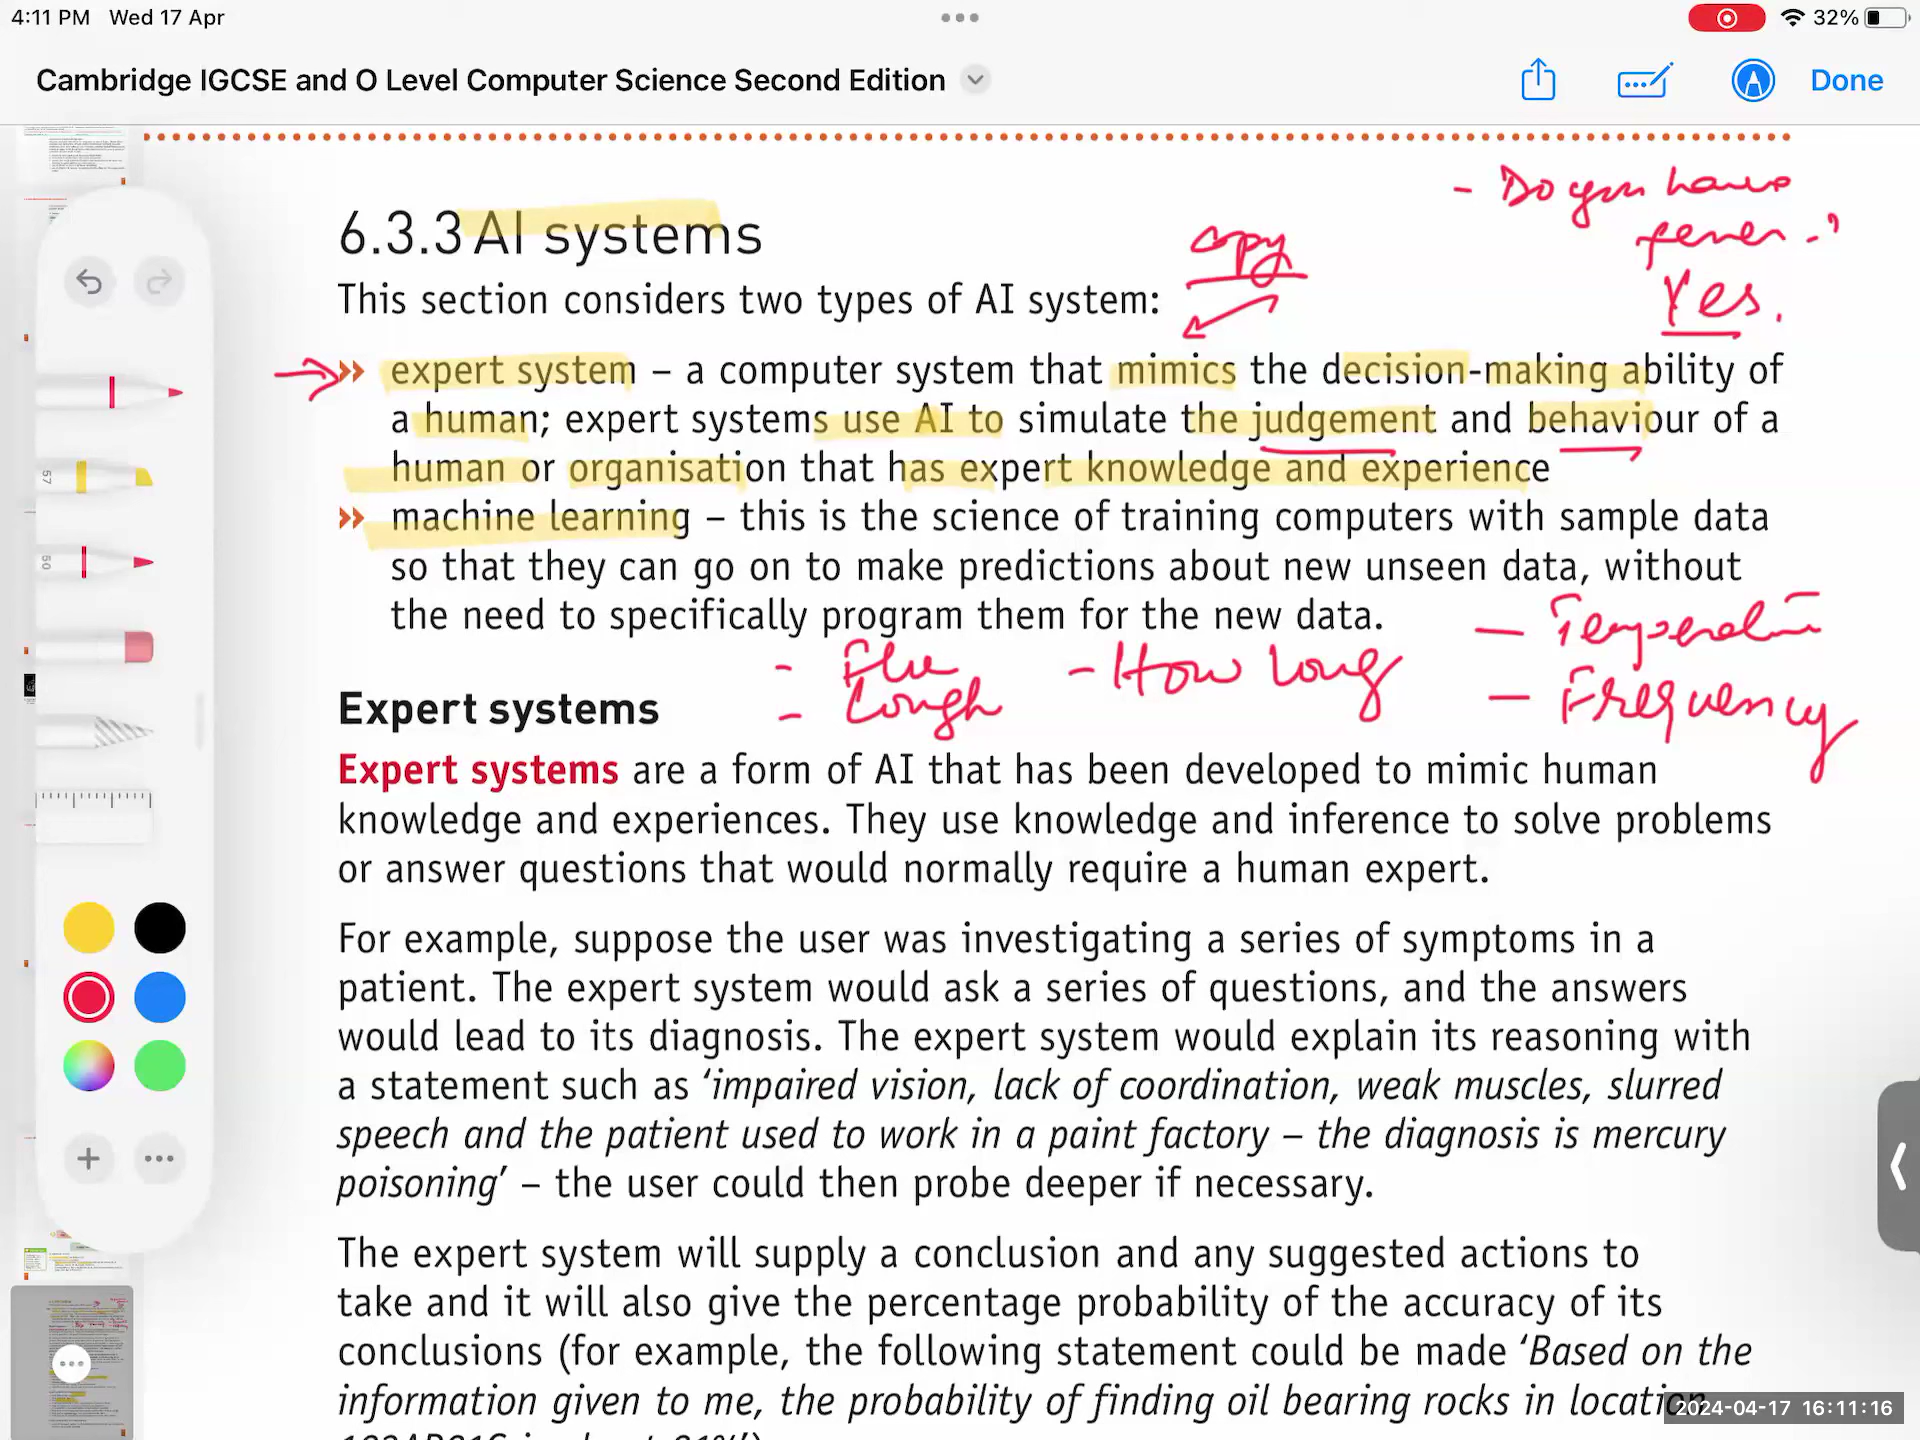 4:11 PM Wed 17 Apr
32%
Cambridge IGCSE and O Level Computer Science Second Edition
Done
- Do you have
fever.?
Yes.
6.3.3 AI systems
copy
This section considers two types of AI system:
expert system – a computer system that mimics the decision-making ability of
a human; expert systems use AI to simulate the judgement and behaviour of a
human or organisation that has expert knowledge and experience
machine learning – this is the science of training computers with sample data
so that they can go on to make predictions about new unseen data, without
the need to specifically program them for the new data.
- Flu
- Cough
- How long
- Temperature
- Frequency
Expert systems
Expert systems are a form of AI that has been developed to mimic human
knowledge and experiences. They use knowledge and inference to solve problems
or answer questions that would normally require a human expert.
For example, suppose the user was investigating a series of symptoms in a
patient. The expert system would ask a series of questions, and the answers
would lead to its diagnosis. The expert system would explain its reasoning with
a statement such as ‘impaired vision, lack of coordination, weak muscles, slurred
speech and the patient used to work in a paint factory – the diagnosis is mercury
poisoning’ – the user could then probe deeper if necessary.
The expert system will supply a conclusion and any suggested actions to
take and it will also give the percentage probability of the accuracy of its
conclusions (for example, the following statement could be made ‘Based on the
information given to me, the probability of finding oil bearing rocks in location
57
50
2024-04-17 16:11:16